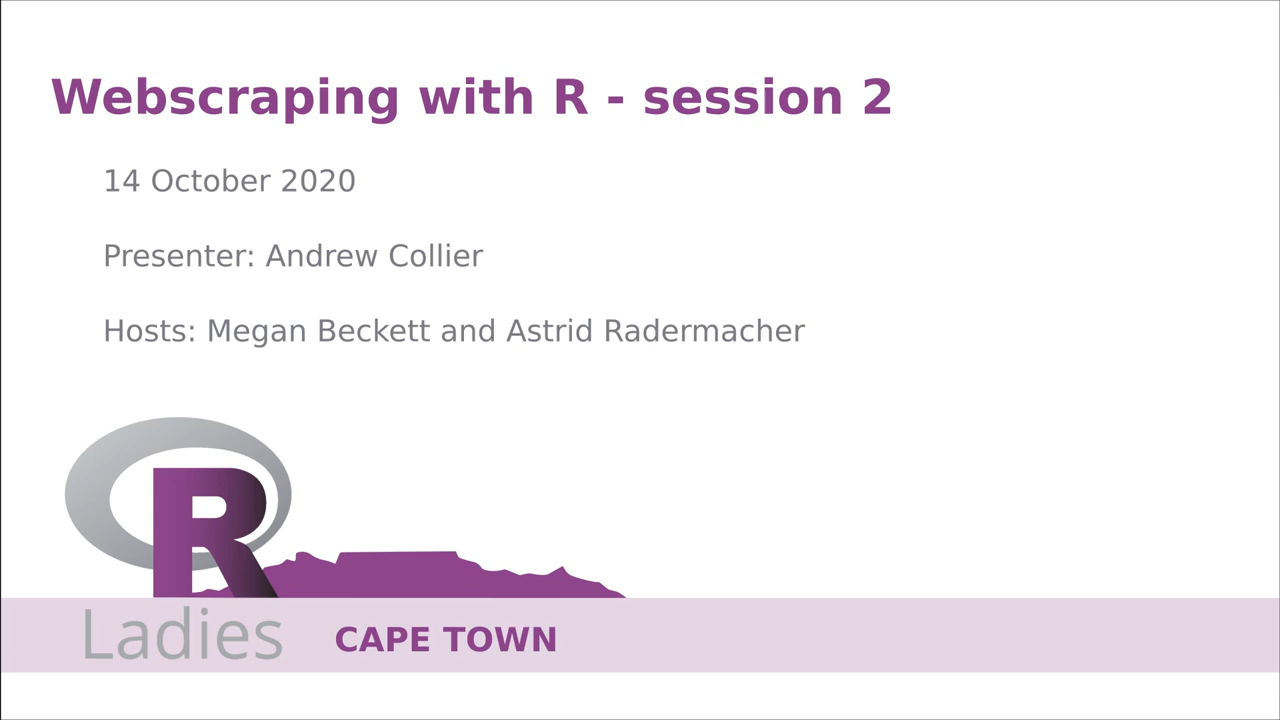 Webscraping with R - session 2
14 October 2020
Presenter: Andrew Collier
Hosts: Megan Beckett and Astrid Radermacher
R
Ladies
CAPE TOWN